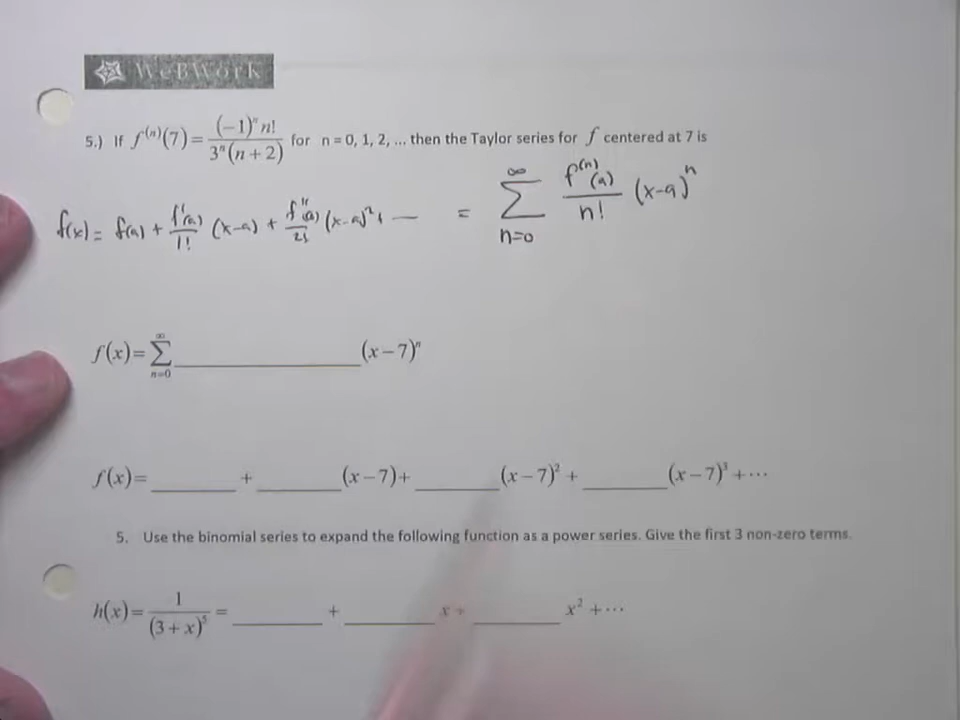 WeBWorK
5.) If f^(n)(7) = (-1)^n n! / 3^n(n+2) for n = 0, 1, 2, ... then the Taylor series for f centered at 7 is
f(x) = f(a) + f'(a)/1! (x-a) + f''(a)/2! (x-a)^2 + — = ∞ Σ n=0 f^(n)(a)/n! (x-a)^n
f(x) = ∞ Σ n=0 ____________ (x-7)^n
f(x) = ______ + ______ (x-7) + ______ (x-7)^2 + ______ (x-7)^3 + ⋯
5. Use the binomial series to expand the following function as a power series. Give the first 3 non-zero terms.
h(x) = 1/(3+x)^5 = ______ + ______ x + ______ x^2 + ⋯